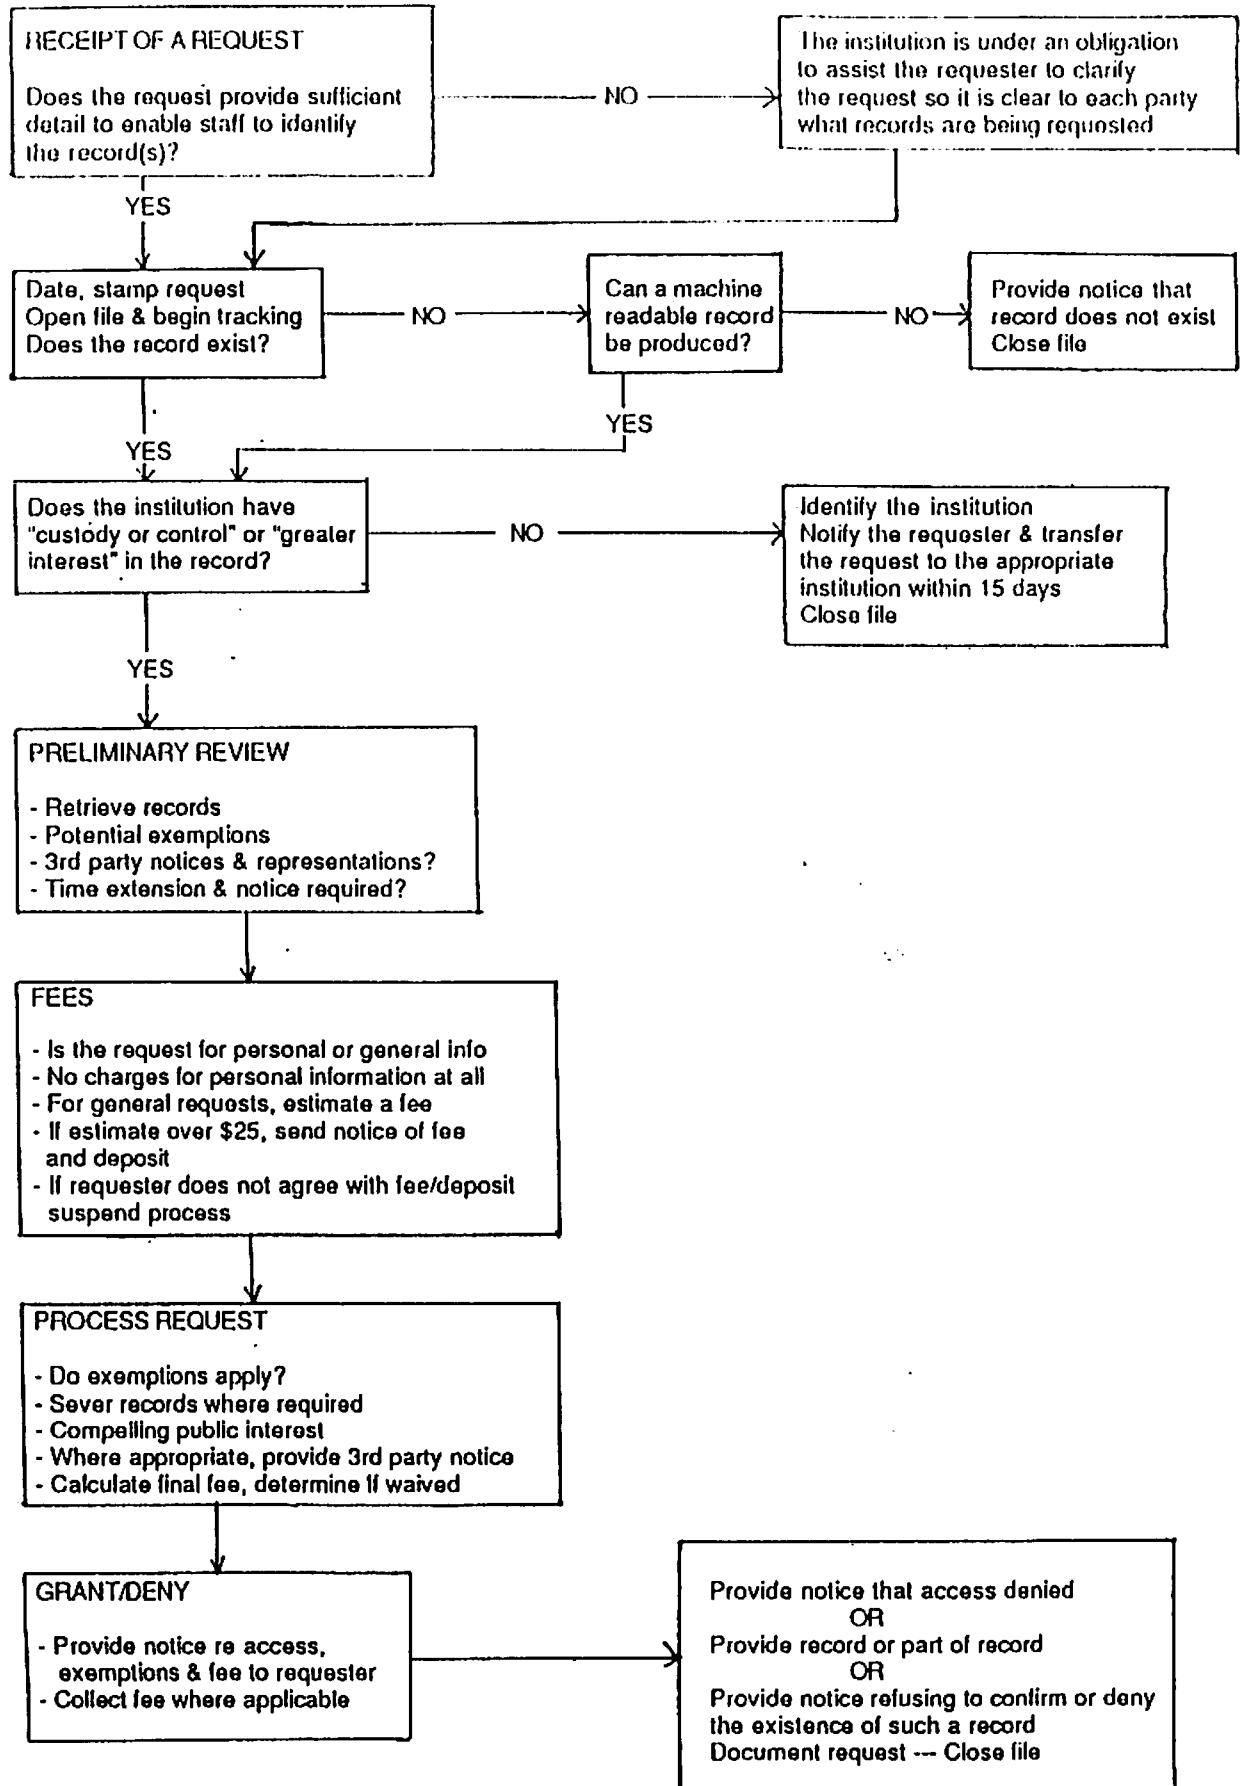 RECEIPT OF A REQUEST
Does the request provide sufficient
detail to enable staff to identify
the record(s)?
NO
The institution is under an obligation
to assist the requester to clarify
the request so it is clear to each party
what records are being requested
YES
Date, stamp request
Open file & begin tracking
Does the record exist?
NO
Can a machine
readable record
be produced?
NO
Provide notice that
record does not exist
Close file
YES
YES
Does the institution have
"custody or control" or "greater
interest" in the record?
NO
Identify the institution
Notify the requester & transfer
the request to the appropriate
institution within 15 days
Close file
YES
PRELIMINARY REVIEW
- Retrieve records
- Potential exemptions
- 3rd party notices & representations?
- Time extension & notice required?
FEES
- Is the request for personal or general info
- No charges for personal information at all
- For general requests, estimate a fee
- If estimate over $25, send notice of fee
and deposit
- If requester does not agree with fee/deposit
suspend process
PROCESS REQUEST
- Do exemptions apply?
- Sever records where required
- Compelling public interest
- Where appropriate, provide 3rd party notice
- Calculate final fee, determine if waived
GRANT/DENY
- Provide notice re access,
exemptions & fee to requester
- Collect fee where applicable
Provide notice that access denied
OR
Provide record or part of record
OR
Provide notice refusing to confirm or deny
the existence of such a record
Document request --- Close file